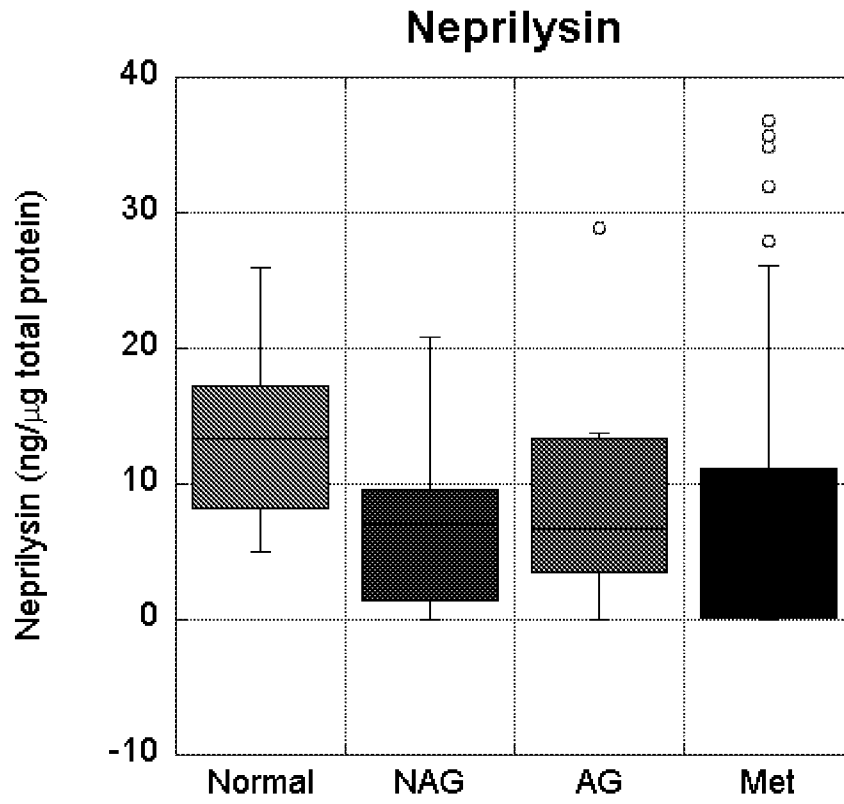 Neprilysin
Neprilysin (ng/μg total protein)
40
30
20
10
0
-10
Normal
NAG
AG
Met